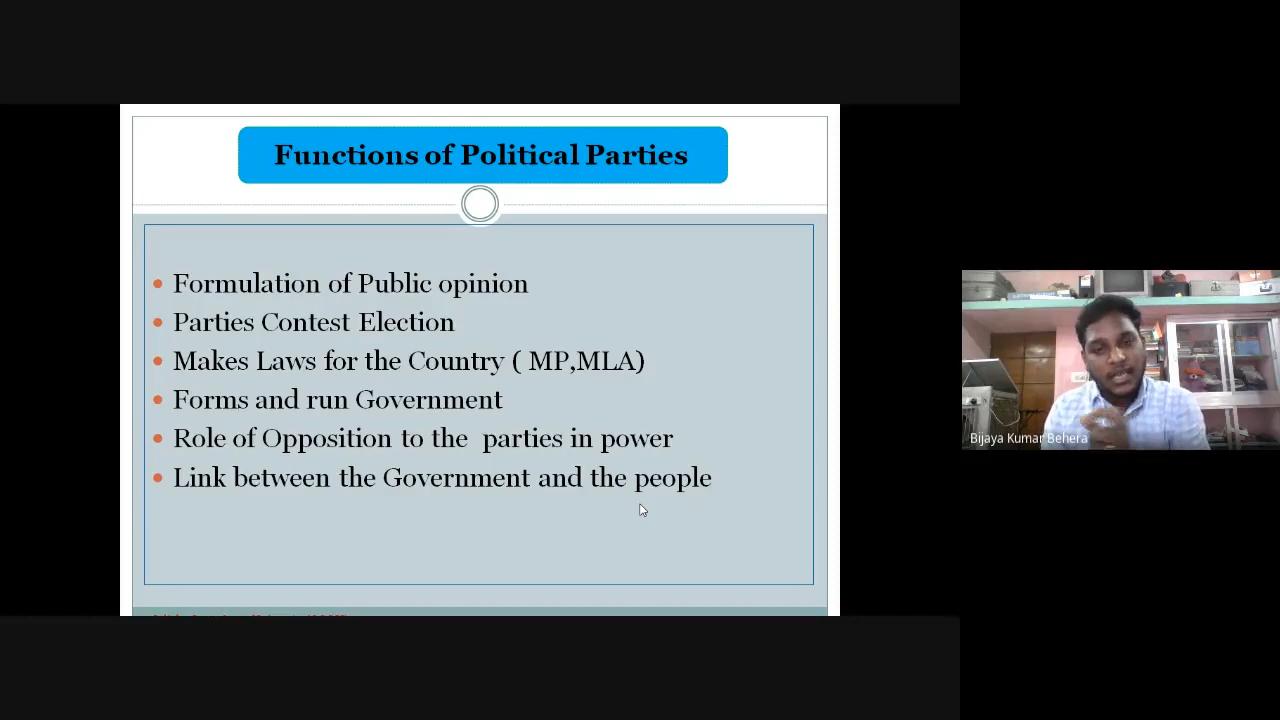 Functions of Political Parties
Formulation of Public opinion
Parties Contest Election
Makes Laws for the Country ( MP,MLA)
Forms and run Government
Role of Opposition to the parties in power
Link between the Government and the people
Bijaya Kumar Behera